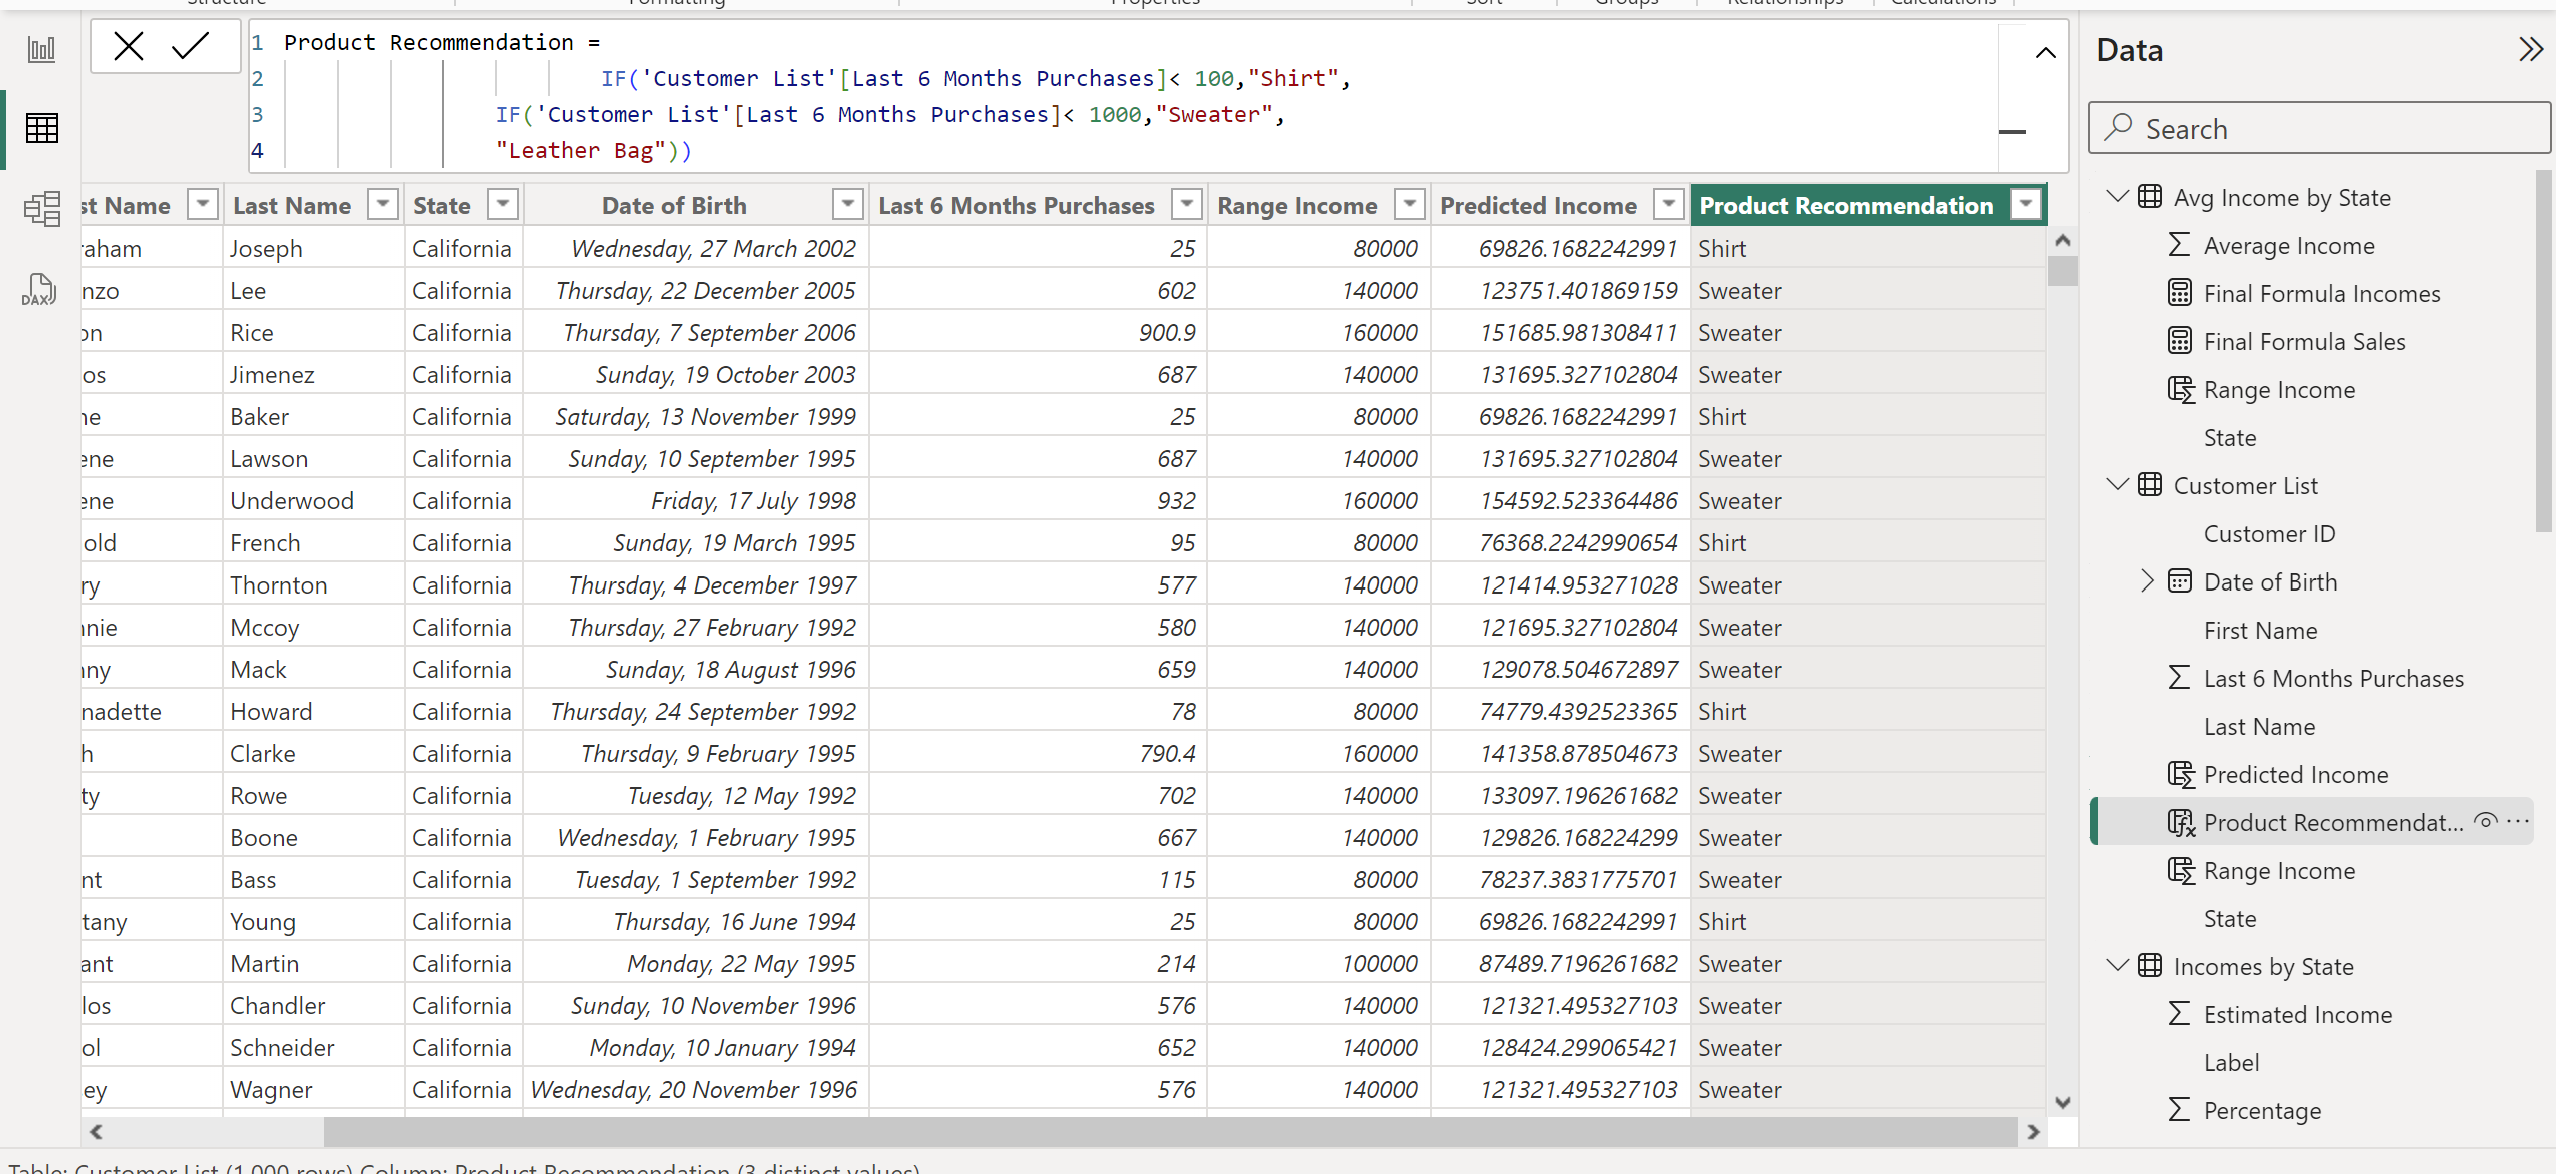 Structure Formatting Properties Sort Groups Relationships Calculations
1 Product Recommendation =
2 IF('Customer List'[Last 6 Months Purchases]< 100,"Shirt",
3 IF('Customer List'[Last 6 Months Purchases]< 1000,"Sweater",
4 "Leather Bag"))
st Name Last Name State Date of Birth Last 6 Months Purchases Range Income Predicted Income Product Recommendation
raham Joseph California Wednesday, 27 March 2002 25 80000 69826.1682242991 Shirt
nzo Lee California Thursday, 22 December 2005 602 140000 123751.401869159 Sweater
on Rice California Thursday, 7 September 2006 900.9 160000 151685.981308411 Sweater
os Jimenez California Sunday, 19 October 2003 687 140000 131695.327102804 Sweater
ne Baker California Saturday, 13 November 1999 25 80000 69826.1682242991 Shirt
ene Lawson California Sunday, 10 September 1995 687 140000 131695.327102804 Sweater
ene Underwood California Friday, 17 July 1998 932 160000 154592.523364486 Sweater
old French California Sunday, 19 March 1995 95 80000 76368.2242990654 Shirt
ry Thornton California Thursday, 4 December 1997 577 140000 121414.953271028 Sweater
nnie Mccoy California Thursday, 27 February 1992 580 140000 121695.327102804 Sweater
nny Mack California Sunday, 18 August 1996 659 140000 129078.504672897 Sweater
nadette Howard California Thursday, 24 September 1992 78 80000 74779.4392523365 Shirt
h Clarke California Thursday, 9 February 1995 790.4 160000 141358.878504673 Sweater
ty Rowe California Tuesday, 12 May 1992 702 140000 133097.196261682 Sweater
Boone California Wednesday, 1 February 1995 667 140000 129826.168224299 Sweater
nt Bass California Tuesday, 1 September 1992 115 80000 78237.3831775701 Sweater
tany Young California Thursday, 16 June 1994 25 80000 69826.1682242991 Shirt
ant Martin California Monday, 22 May 1995 214 100000 87489.7196261682 Sweater
los Chandler California Sunday, 10 November 1996 576 140000 121321.495327103 Sweater
ol Schneider California Monday, 10 January 1994 652 140000 128424.299065421 Sweater
ey Wagner California Wednesday, 20 November 1996 576 140000 121321.495327103 Sweater
Table: Customer List (1,000 rows) Column: Product Recommendation (3 distinct values)
DAX
Data
Search
Avg Income by State
Average Income
Final Formula Incomes
Final Formula Sales
Range Income
State
Customer List
Customer ID
Date of Birth
First Name
Last 6 Months Purchases
Last Name
Predicted Income
Product Recommendat...
Range Income
State
Incomes by State
Estimated Income
Label
Percentage